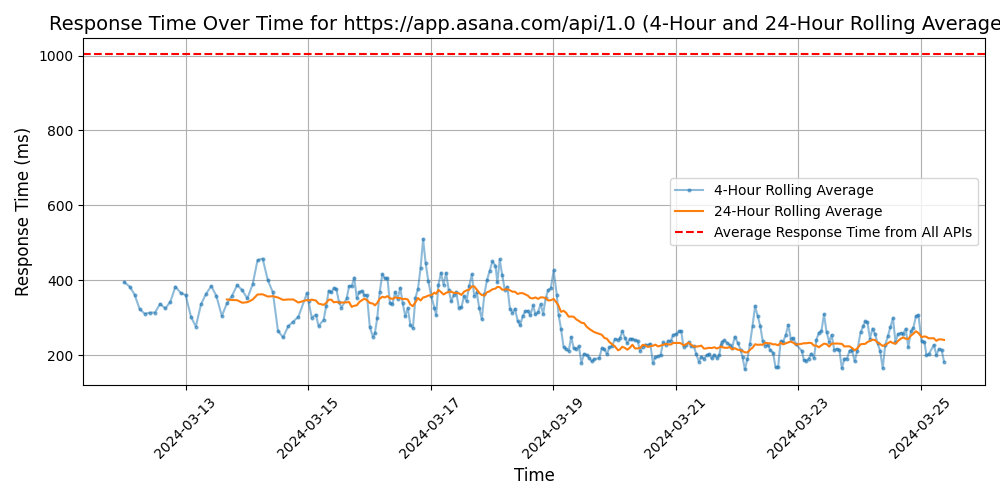 Response Time Over Time for https://app.asana.com/api/1.0 (4-Hour and 24-Hour Rolling Average
1000
800
600
400
200
Response Time (ms)
4-Hour Rolling Average
24-Hour Rolling Average
Average Response Time from All APIs
2024-03-13
2024-03-15
2024-03-17
2024-03-19
2024-03-21
2024-03-23
2024-03-25
Time